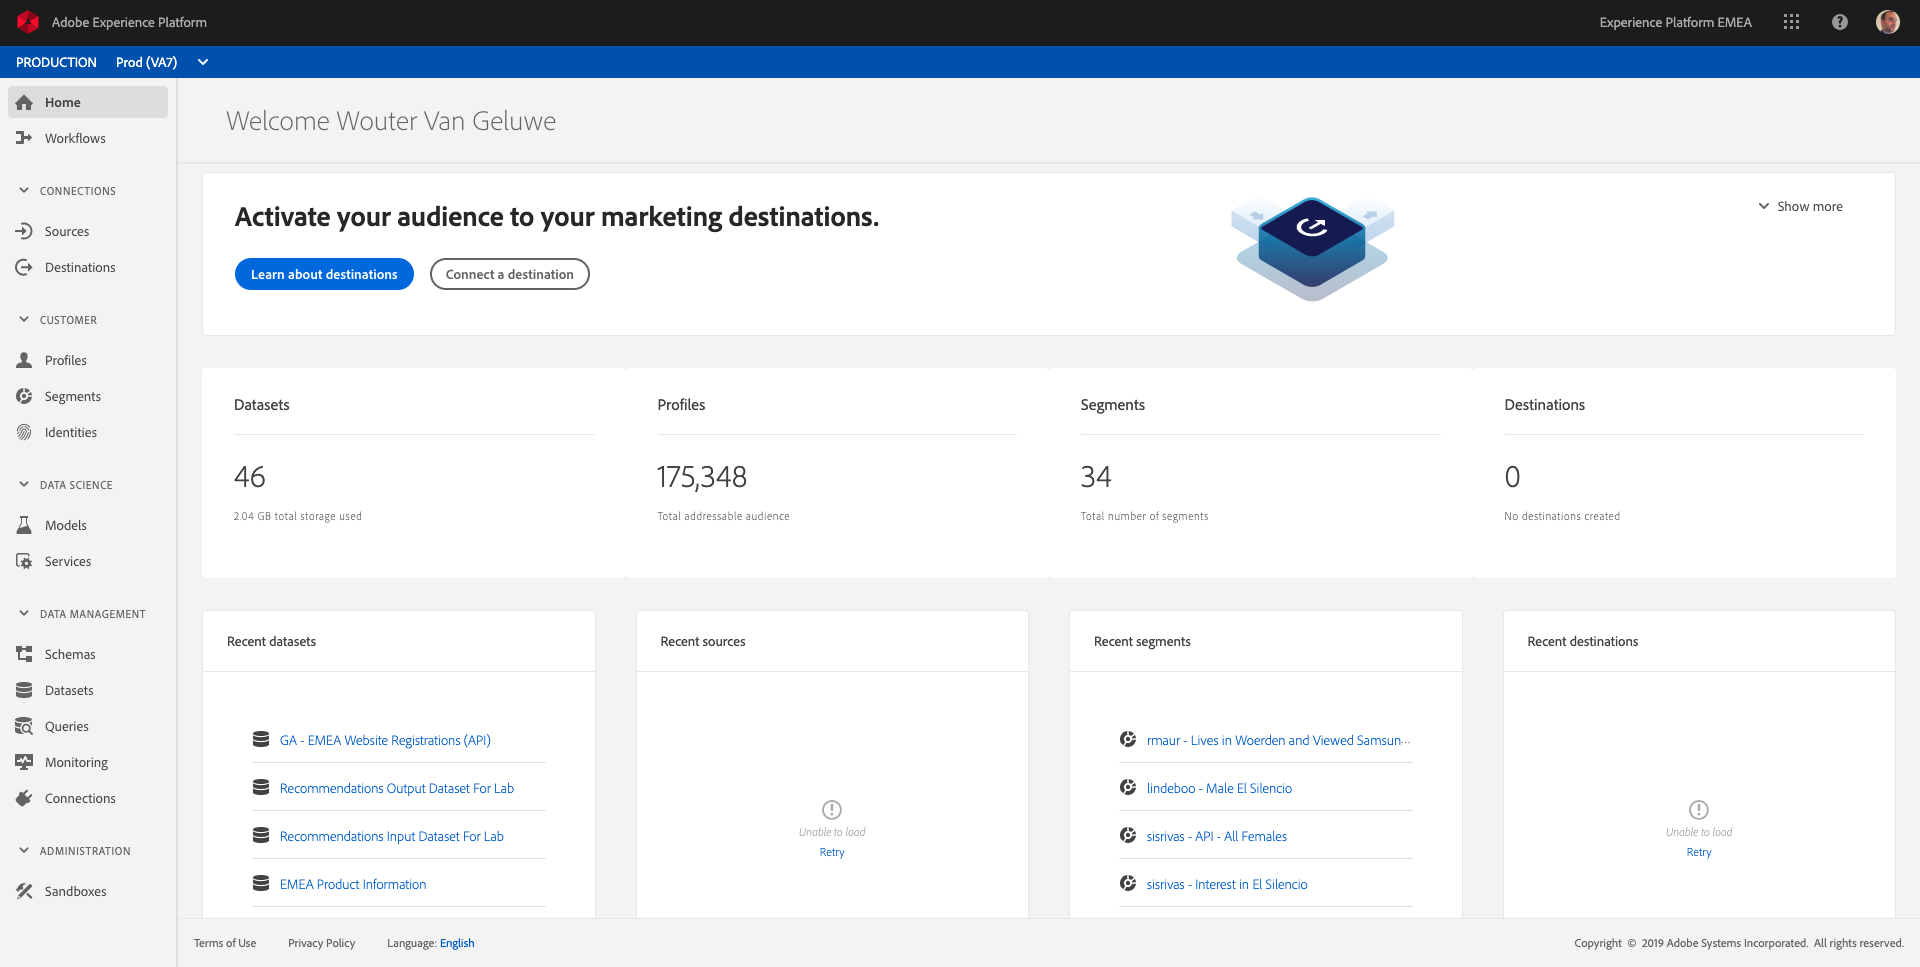 Adobe Experience Platform
Experience Platform EMEA
PRODUCTION Prod (VA7)
Home
Workflows
CONNECTIONS
Sources
Destinations
CUSTOMER
Profiles
Segments
Identities
DATA SCIENCE
Models
Services
DATA MANAGEMENT
Schemas
Datasets
Queries
Monitoring
Connections
ADMINISTRATION
Sandboxes
Welcome Wouter Van Geluwe
Activate your audience to your marketing destinations.
Show more
Learn about destinations
Connect a destination
Datasets
46
2.04 GB total storage used
Profiles
175,348
Total addressable audience
Segments
34
Total number of segments
Destinations
0
No destinations created
Recent datasets
GA - EMEA Website Registrations (API)
Recommendations Output Dataset For Lab
Recommendations Input Dataset For Lab
EMEA Product Information
Recent sources
Unable to load
Retry
Recent segments
rmaur - Lives in Woerden and Viewed Samsun...
lindeboo - Male El Silencio
sisrivas - API - All Females
sisrivas - Interest in El Silencio
Recent destinations
Unable to load
Retry
Terms of Use
Privacy Policy
Language: English
Copyright © 2019 Adobe Systems Incorporated. All rights reserved.